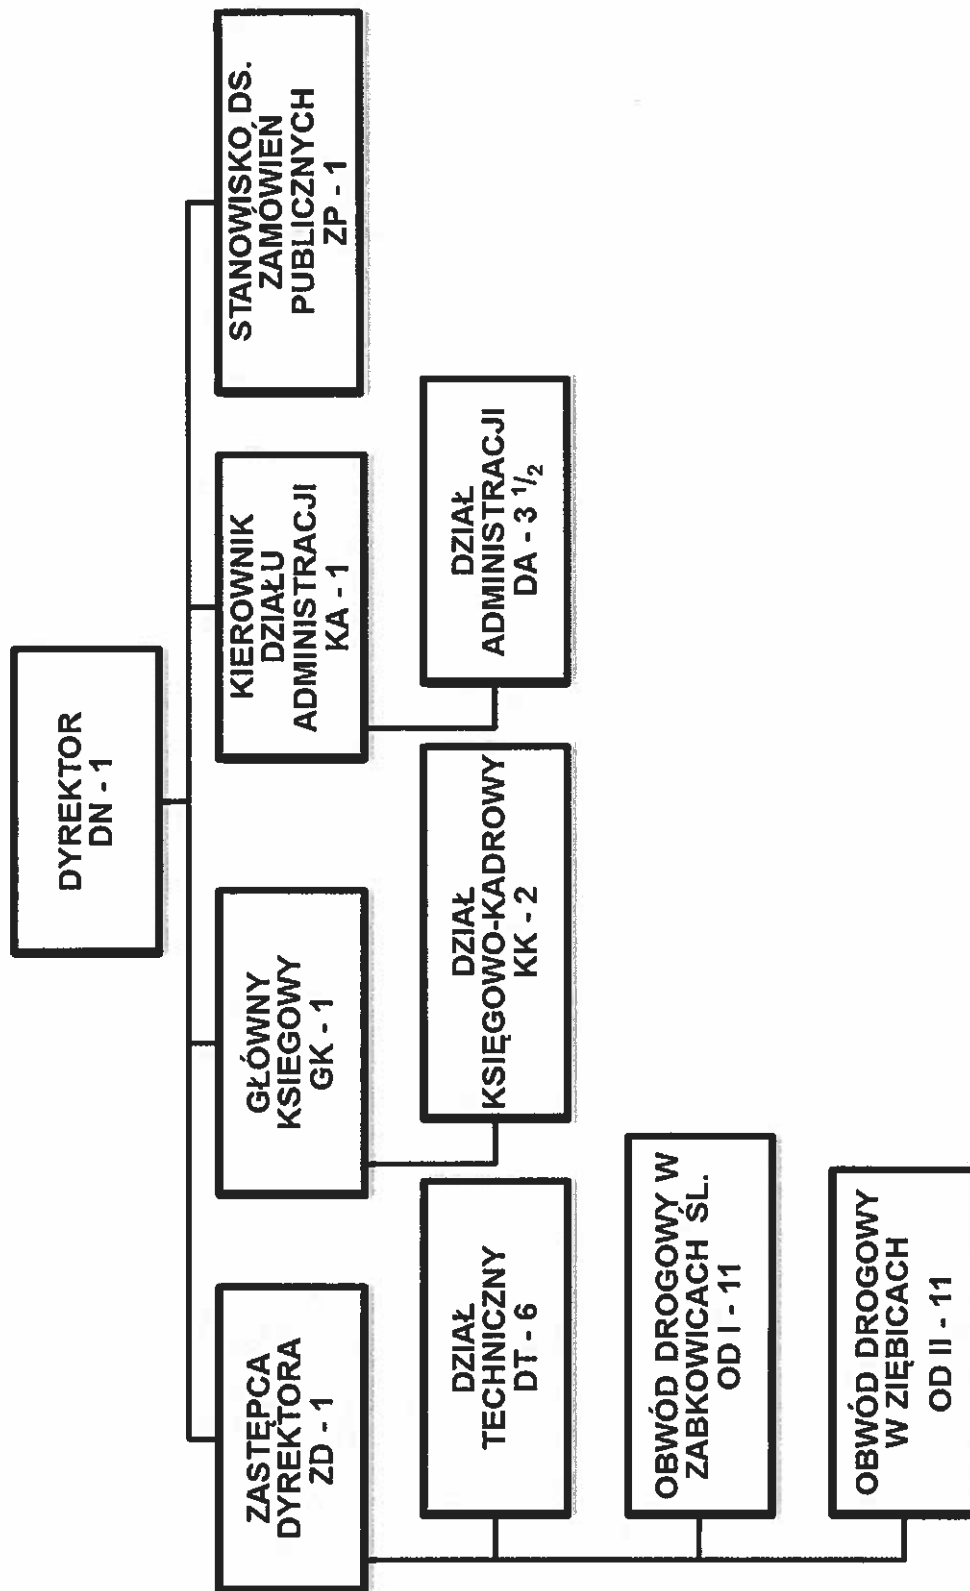 DYREKTOR
DN - 1
ZASTĘPCA
DYREKTORA
ZD - 1
GŁÓWNY
KSIEGOWY
GK - 1
KIEROWNIK
DZIAŁU
ADMINISTRACJI
KA - 1
STANOWISKO DS.
ZAMÓWIEŃ
PUBLICZNYCH
ZP - 1
DZIAŁ
TECHNICZNY
DT - 6
DZIAŁ
KSIĘGOWO-KADROWY
KK - 2
DZIAŁ
ADMINISTRACJI
DA - 3 1/2
OBWÓD DROGOWY W
ZABKOWICACH ŚL.
OD I - 11
OBWÓD DROGOWY
W ZIĘBICACH
OD II - 11